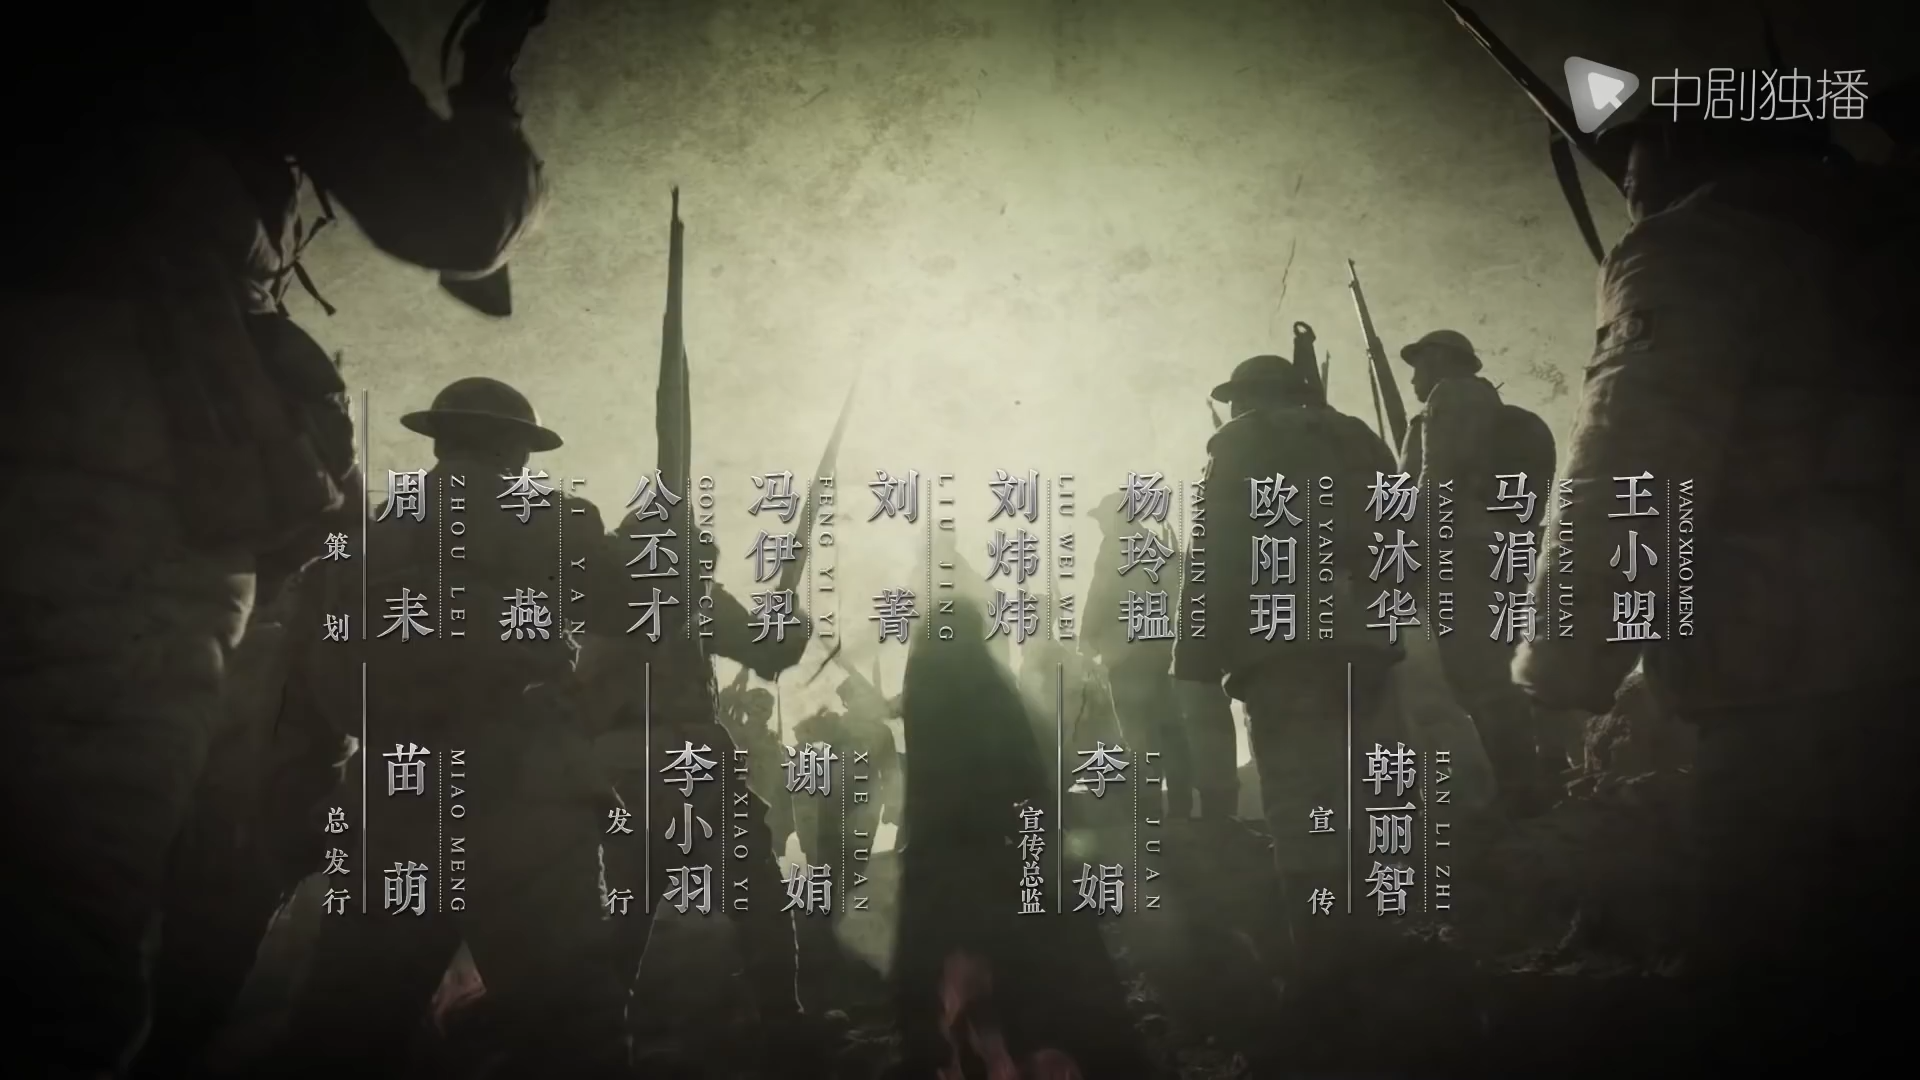 中剧独播
策划
周耒
ZHOU LEI
李燕
LI YAN
公丕才
GONG PI CAI
冯伊羿
FENG YI YI
刘菁
LIU JING
刘炜炜
LIU WEI WEI
杨玲韫
YANG LIN YUN
欧阳玥
OU YANG YUE
杨沐华
YANG MU HUA
马涓涓
MA JUAN JUAN
王小盟
WANG XIAO MENG
总发行
苗萌
MIAO MENG
发行
李小羽
LI XIAO YU
谢娟
XIE JUAN
宣传总监
李娟
LI JUAN
宣传
韩丽智
HAN LI ZHI